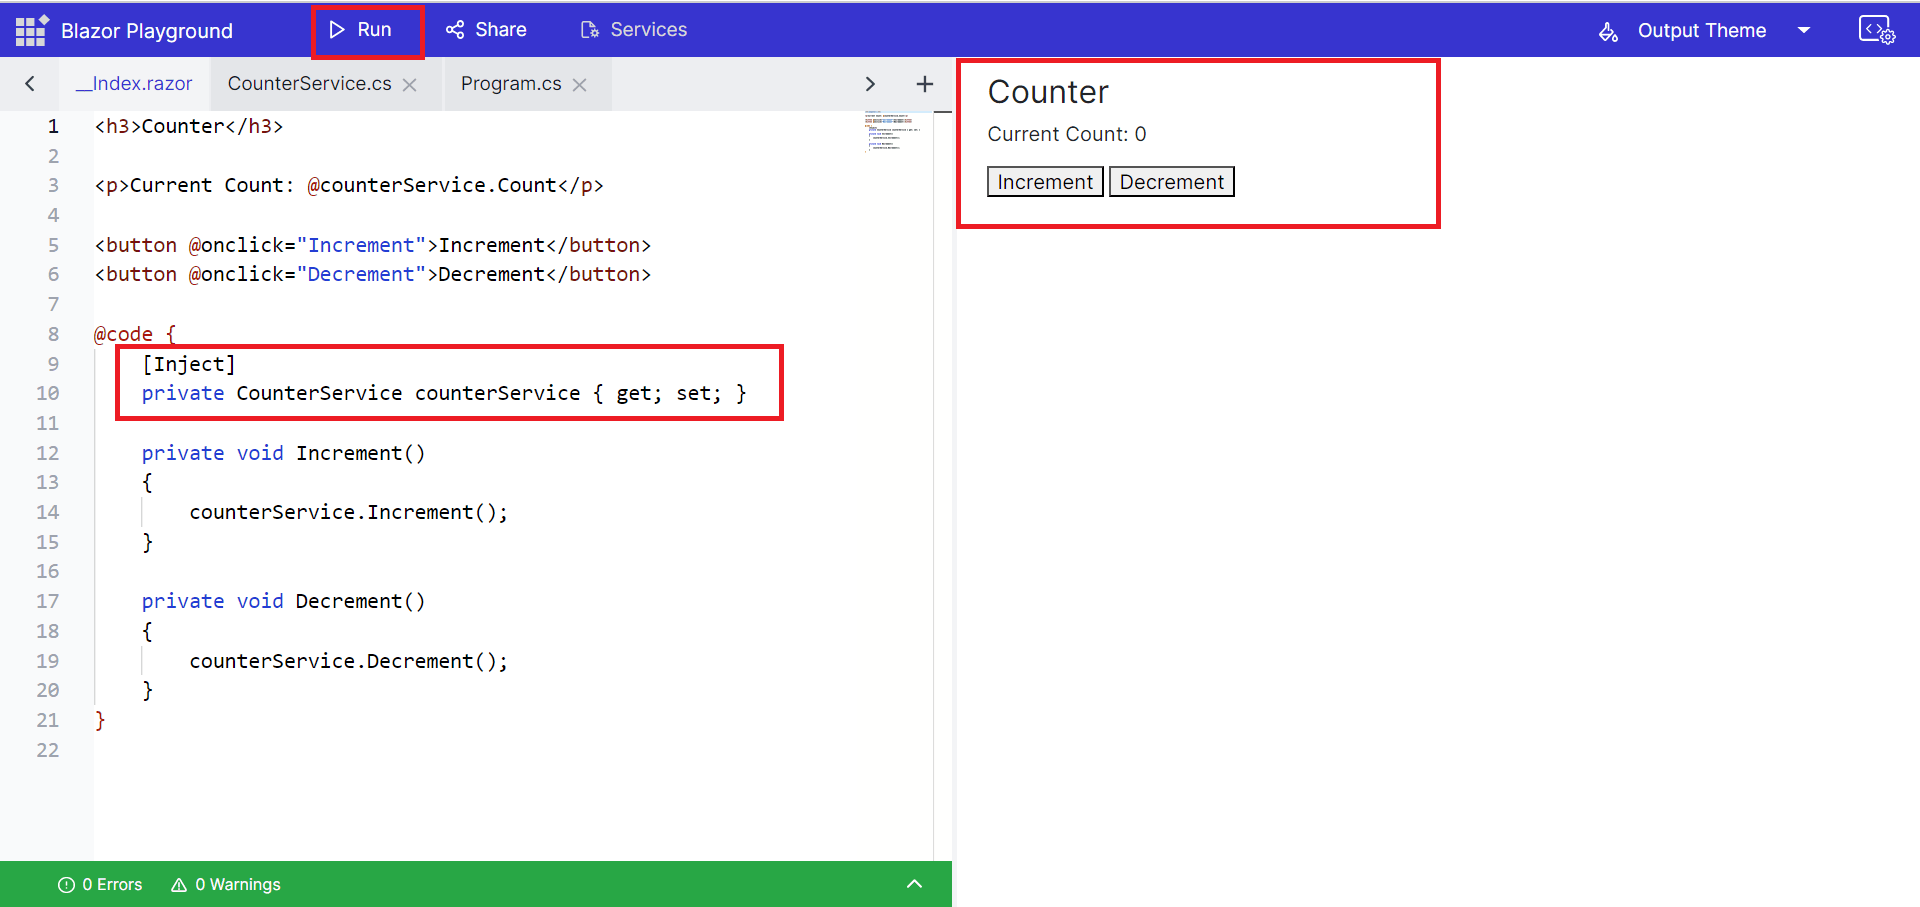 Blazor Playground Run Share Services Output Theme
__Index.razor CounterService.cs Program.cs
1 <h3>Counter</h3>
2
3 <p>Current Count: @counterService.Count</p>
4
5 <button @onclick="Increment">Increment</button>
6 <button @onclick="Decrement">Decrement</button>
7
8 @code {
9 [Inject]
10 private CounterService counterService { get; set; }
11
12 private void Increment()
13 {
14 counterService.Increment();
15 }
16
17 private void Decrement()
18 {
19 counterService.Decrement();
20 }
21 }
22
Counter
Current Count: 0
Increment Decrement
0 Errors 0 Warnings